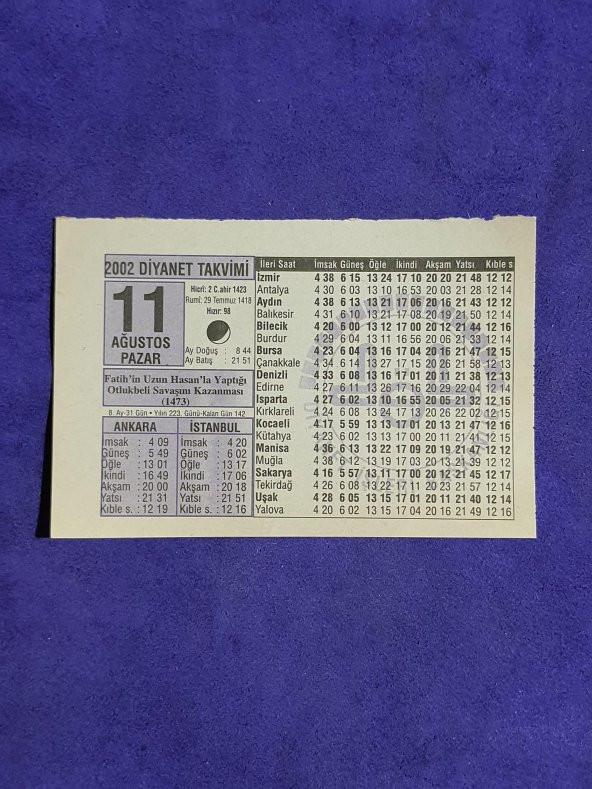 2002 DİYANET TAKVİMİ
11
AĞUSTOS
PAZAR
Hicrî: 2 C.ahir 1423
Rumî: 29 Temmuz 1418
Hızır: 98
Ay Doğuş : 8 44
Ay Batış : 21 51
Fatih'in Uzun Hasan'la Yaptığı
Otlukbeli Savaşını Kazanması
(1473)
8. Ay-31 Gün • Yılın 223. Günü-Kalan Gün 142
ANKARA
İmsak : 4 09
Güneş : 5 49
Öğle : 13 01
İkindi : 16 49
Akşam : 20 00
Yatsı : 21 31
Kıble s. : 12 19
İSTANBUL
İmsak : 4 20
Güneş : 6 02
Öğle : 13 17
İkindi : 17 06
Akşam : 20 18
Yatsı : 21 51
Kıble s. : 12 16
İleri Saat İmsak Güneş Öğle İkindi Akşam Yatsı Kıble s
İzmir 4 38 6 15 13 24 17 10 20 20 21 48 12 12
Antalya 4 30 6 03 13 10 16 53 20 03 21 28 12 12
Aydın 4 38 6 13 13 21 17 06 20 16 21 43 12 12
Balıkesir 4 31 6 10 13 21 17 08 20 19 21 50 12 14
Bilecik 4 20 6 00 13 12 17 00 20 12 21 44 12 16
Burdur 4 29 6 04 13 11 16 56 20 06 21 33 12 14
Bursa 4 23 6 04 13 16 17 04 20 17 21 47 12 15
Çanakkale 4 34 6 14 13 27 17 15 20 26 21 58 12 13
Denizli 4 33 6 08 13 16 17 01 20 11 21 38 12 13
Edirne 4 27 6 11 13 26 17 16 20 29 22 04 12 14
Isparta 4 27 6 02 13 10 16 55 20 05 21 32 12 15
Kırklareli 4 24 6 08 13 24 17 13 20 26 22 02 12 15
Kocaeli 4 17 5 59 13 13 17 01 20 13 21 47 12 16
Kütahya 4 23 6 02 13 13 17 00 20 11 21 42 12 15
Manisa 4 36 6 13 13 22 17 09 20 19 21 47 12 12
Muğla 4 38 6 12 13 19 17 03 20 13 21 39 12 12
Sakarya 4 16 5 57 13 11 17 00 20 12 21 45 12 17
Tekirdağ 4 26 6 08 13 22 17 11 20 23 21 57 12 14
Uşak 4 28 6 05 13 15 17 01 20 11 21 40 12 14
Yalova 4 20 6 02 13 15 17 04 20 16 21 49 12 16